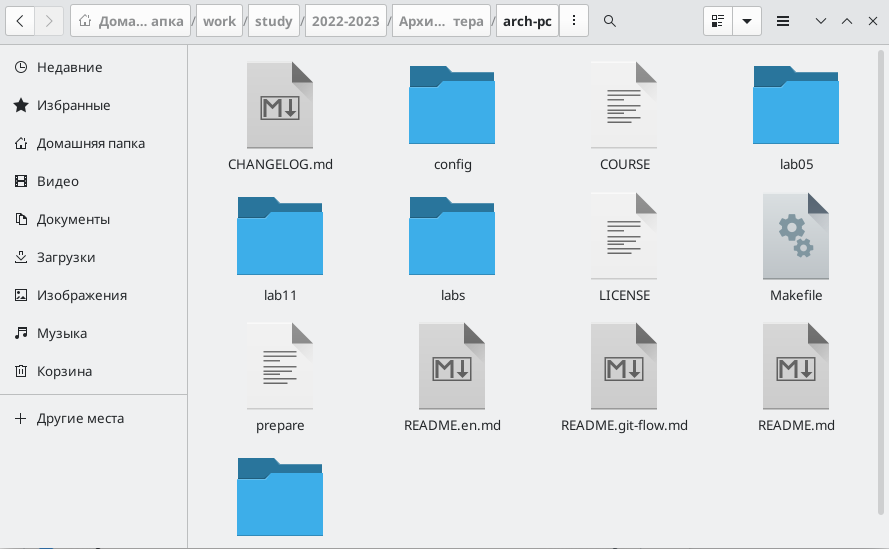 Дома... апка / work / study / 2022-2023 / Архи... тера / arch-pc
Недавние
Избранные
Домашняя папка
Видео
Документы
Загрузки
Изображения
Музыка
Корзина
Другие места
CHANGELOG.md
config
COURSE
lab05
lab11
labs
LICENSE
Makefile
prepare
README.en.md
README.git-flow.md
README.md